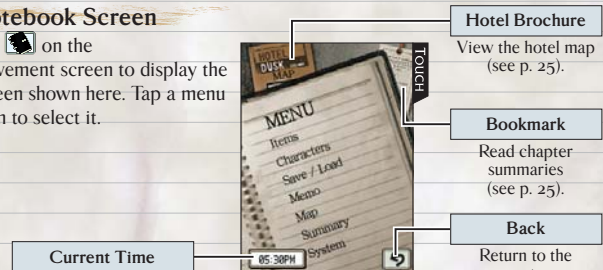 tebook Screen
on the
vement screen to display the
een shown here. Tap a menu
n to select it.
HOTEL
DUSK
MAP
TOUCH
MENU
Items
Characters
Save / Load
Memo
Map
Summary
System
05:30PM
Current Time
Hotel Brochure
View the hotel map
(see p. 25).
Bookmark
Read chapter
summaries
(see p. 25).
Back
Return to the